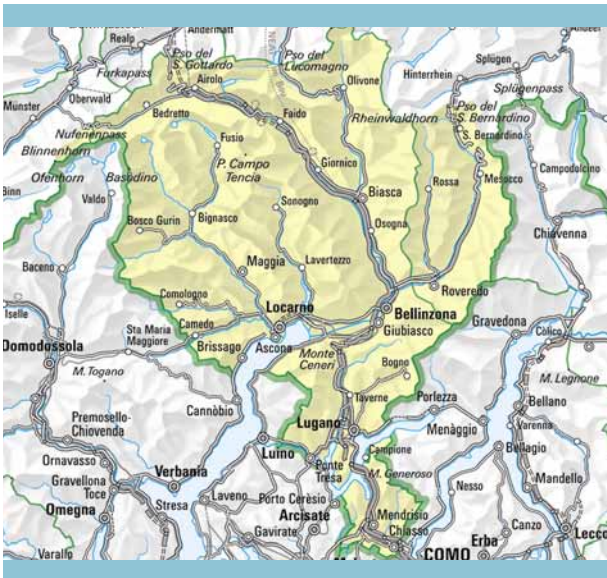 Andermatt
Realp
Furkapass
Pso del
S. Gottardo
Pso del
Lucomagno
Splügen
Hinterrhein
Splügenpass
Oberwald
Airolo
Olivone
Münster
Bedretto
Faido
Rheinwaldhorn
Pso del
S. Bernardino
S. Bernardino
Nufenenpass
Fusio
Blinnenhorn
P. Campo
Tencia
Giornico
Mesocco
Campodolcino
Ofenhorn
Basòdino
Binn
Valdo
Sonogno
Biasca
Rossa
Bosco Gurin
Bignasco
Osogna
Chiavenna
Baceno
Maggia
Lavertezzo
Roveredo
Comologno
Iselle
Locarno
Bellinzona
Gravedona
Sta Maria
Maggiore
Camedo
Giubiasco
Còlico
Domodossola
Brissago
Ascona
Monte
Ceneri
Bogno
M. Togano
M. Legnone
Cannòbio
Taverne
Porlezza
Bellano
Premosello-
Chiovenda
Lugano
Menàggio
Varenna
Ornavasso
Luino
Campione
Bellagio
Gravellona
Toce
Verbania
Ponte
Tresa
M. Generoso
Nesso
Mandello
Omegna
Stresa
Laveno
Porto Cerèsio
Arcisate
Mendrisio
Canzo
Gavirate
Chiasso
Erba
Lecco
Varallo
COMO